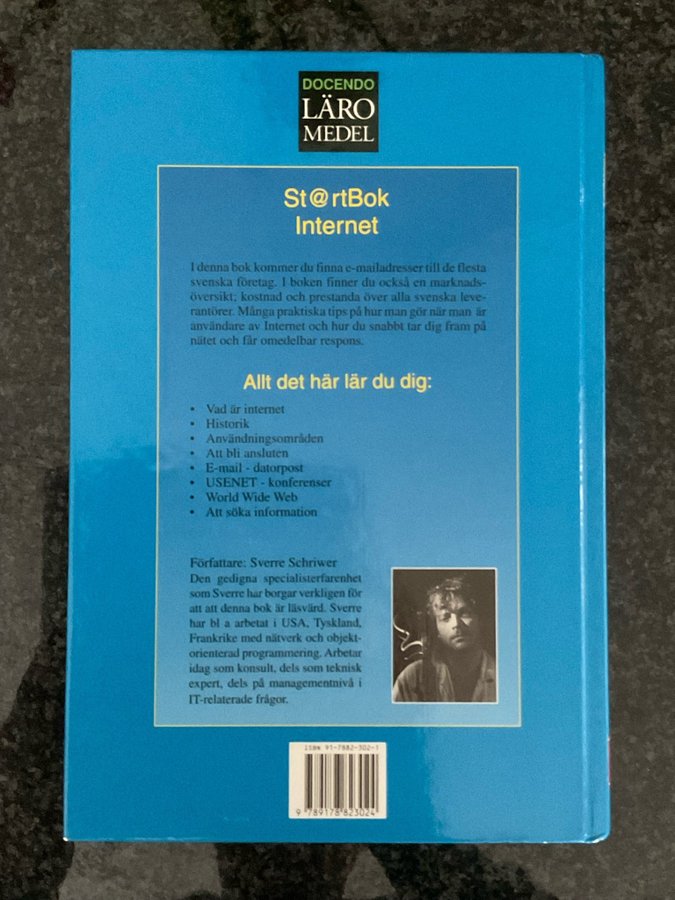 DOCENDO
LÄRO
MEDEL
St@rtBok
Internet
I denna bok kommer du finna e-mailadresser till de flesta
svenska företag. I boken finner du också en marknads-
översikt; kostnad och prestanda över alla svenska leve-
rantörer. Många praktiska tips på hur man gör när man är
användare av Internet och hur du snabbt tar dig fram på
nätet och får omedelbar respons.
Allt det här lär du dig:
• Vad är internet
• Historik
• Användningsområden
• Att bli ansluten
• E-mail - datorpost
• USENET - konferenser
• World Wide Web
• Att söka information
Författare: Sverre Schriwer
Den gedigna specialisterfarenhet
som Sverre har borgar verkligen för
att att denna bok är läsvärd. Sverre
har bl a arbetat i USA, Tyskland,
Frankrike med nätverk och objekt-
orienterad programmering. Arbetar
idag som konsult, dels som teknisk
expert, dels på managementnivå i
IT-relaterade frågor.
ISBN 91-7882-302-1
9 789178 823024